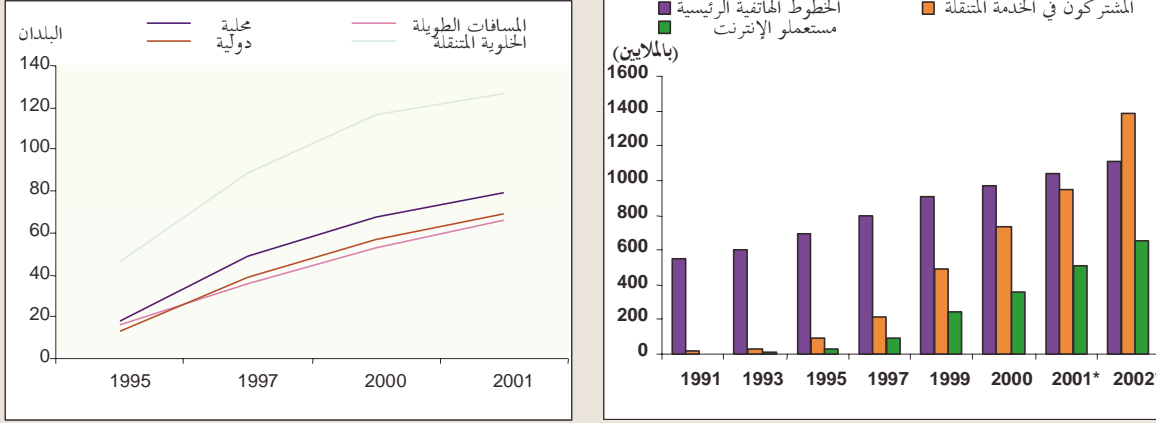 البلدان
محلية
دولية
المسافات الطويلة
الخلوية المتنقلة
140
120
100
80
60
40
20
0
1995 1997 2000 2001
الخطوط الهاتفية الرئيسية
المشتركون في الخدمة المتنقلة
مستعملو الإنترنت
(بالملايين)
1600
1400
1200
1000
800
600
400
200
0
1991 1993 1995 1997 1999 2000 2001* 2002*